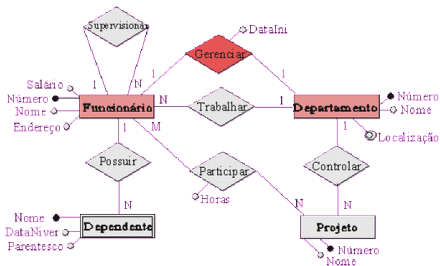 Supervisionar
DataIni
Gerenciar
1
N
1
1
Salário
Número
Nome
Endereço
Funcionário
N
Trabalhar
1
Departamento
Número
Nome
Localização
1
M
1
Possuir
Participar
Controlar
Horas
N
N
N
Nome
DataNiver
Parentesco
Dependente
Projeto
Número
Nome